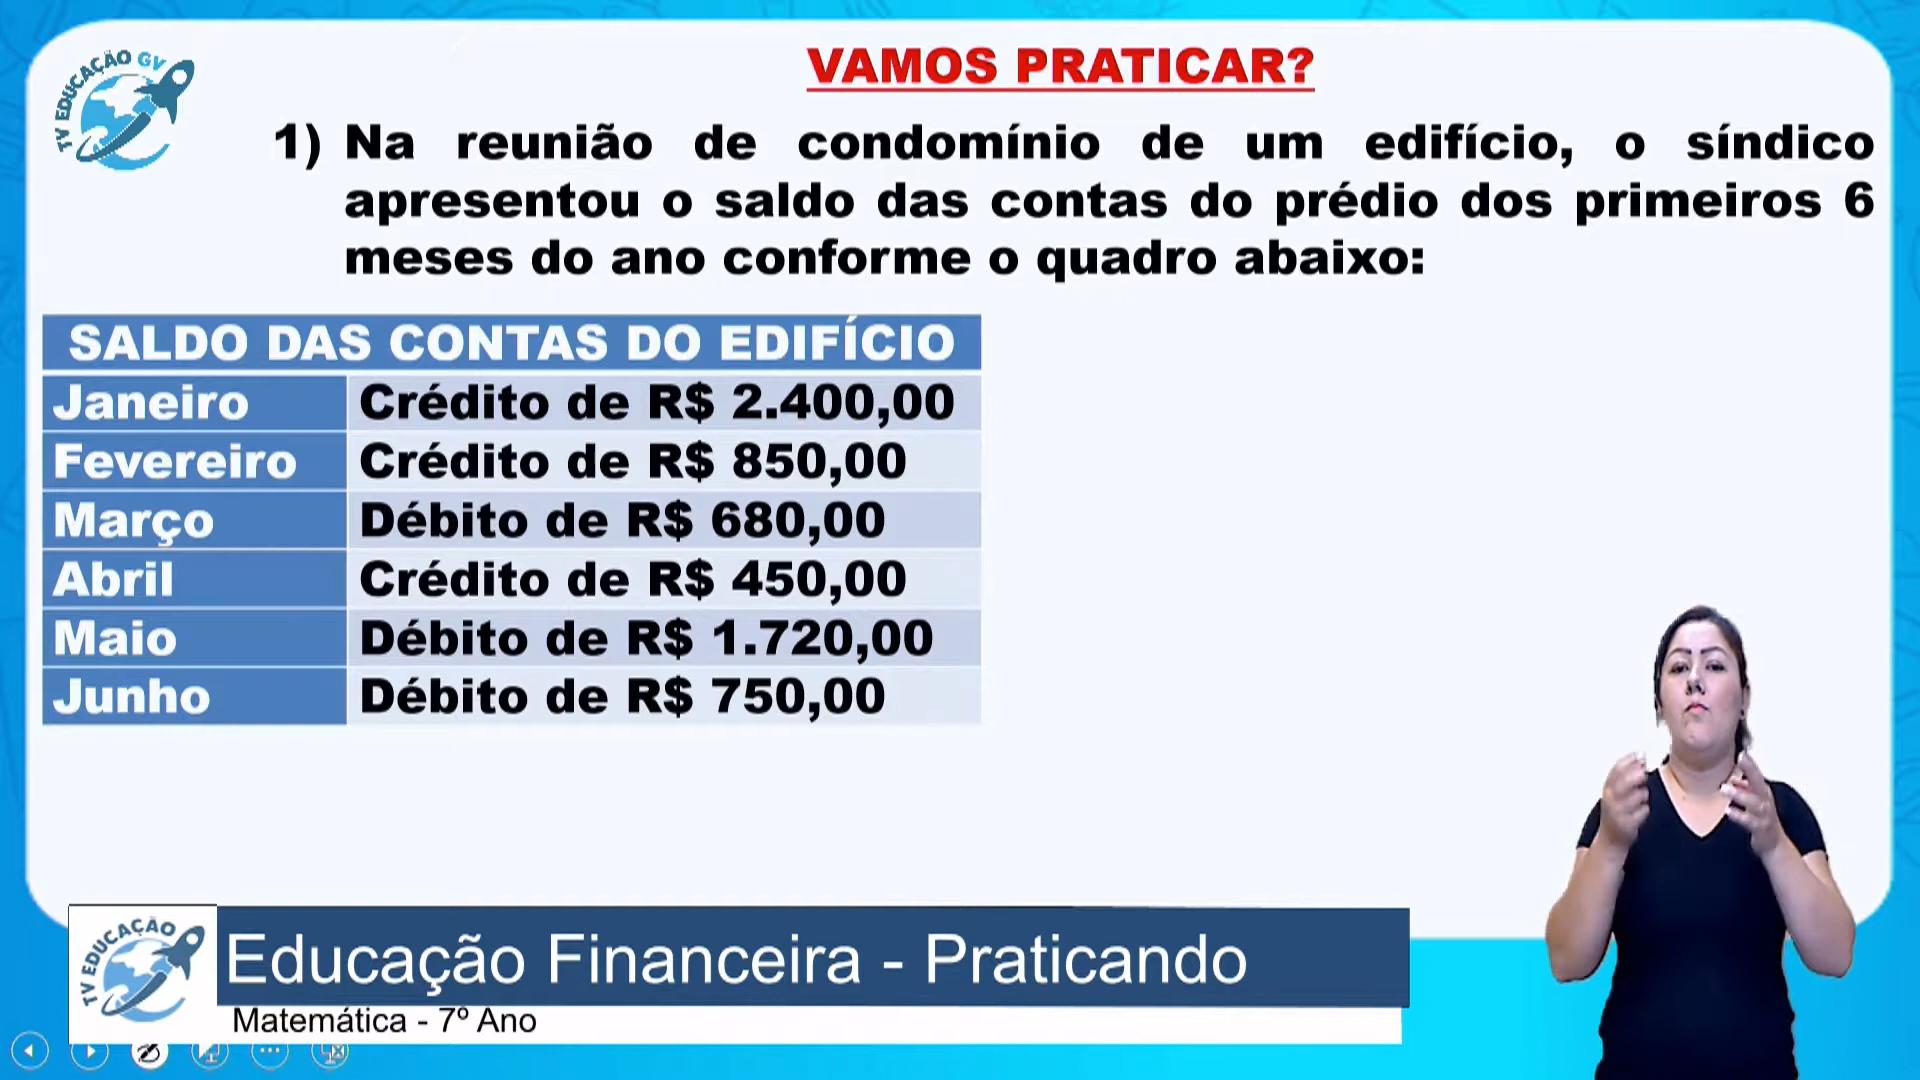 TV EDUCAÇÃO GV
VAMOS PRATICAR?
1) Na reunião de condomínio de um edifício, o síndico
apresentou o saldo das contas do prédio dos primeiros 6
meses do ano conforme o quadro abaixo:
SALDO DAS CONTAS DO EDIFÍCIO
Janeiro Crédito de R$ 2.400,00
Fevereiro Crédito de R$ 850,00
Março Débito de R$ 680,00
Abril Crédito de R$ 450,00
Maio Débito de R$ 1.720,00
Junho Débito de R$ 750,00
TV EDUCAÇÃO
Educação Financeira - Praticando
Matemática - 7º Ano